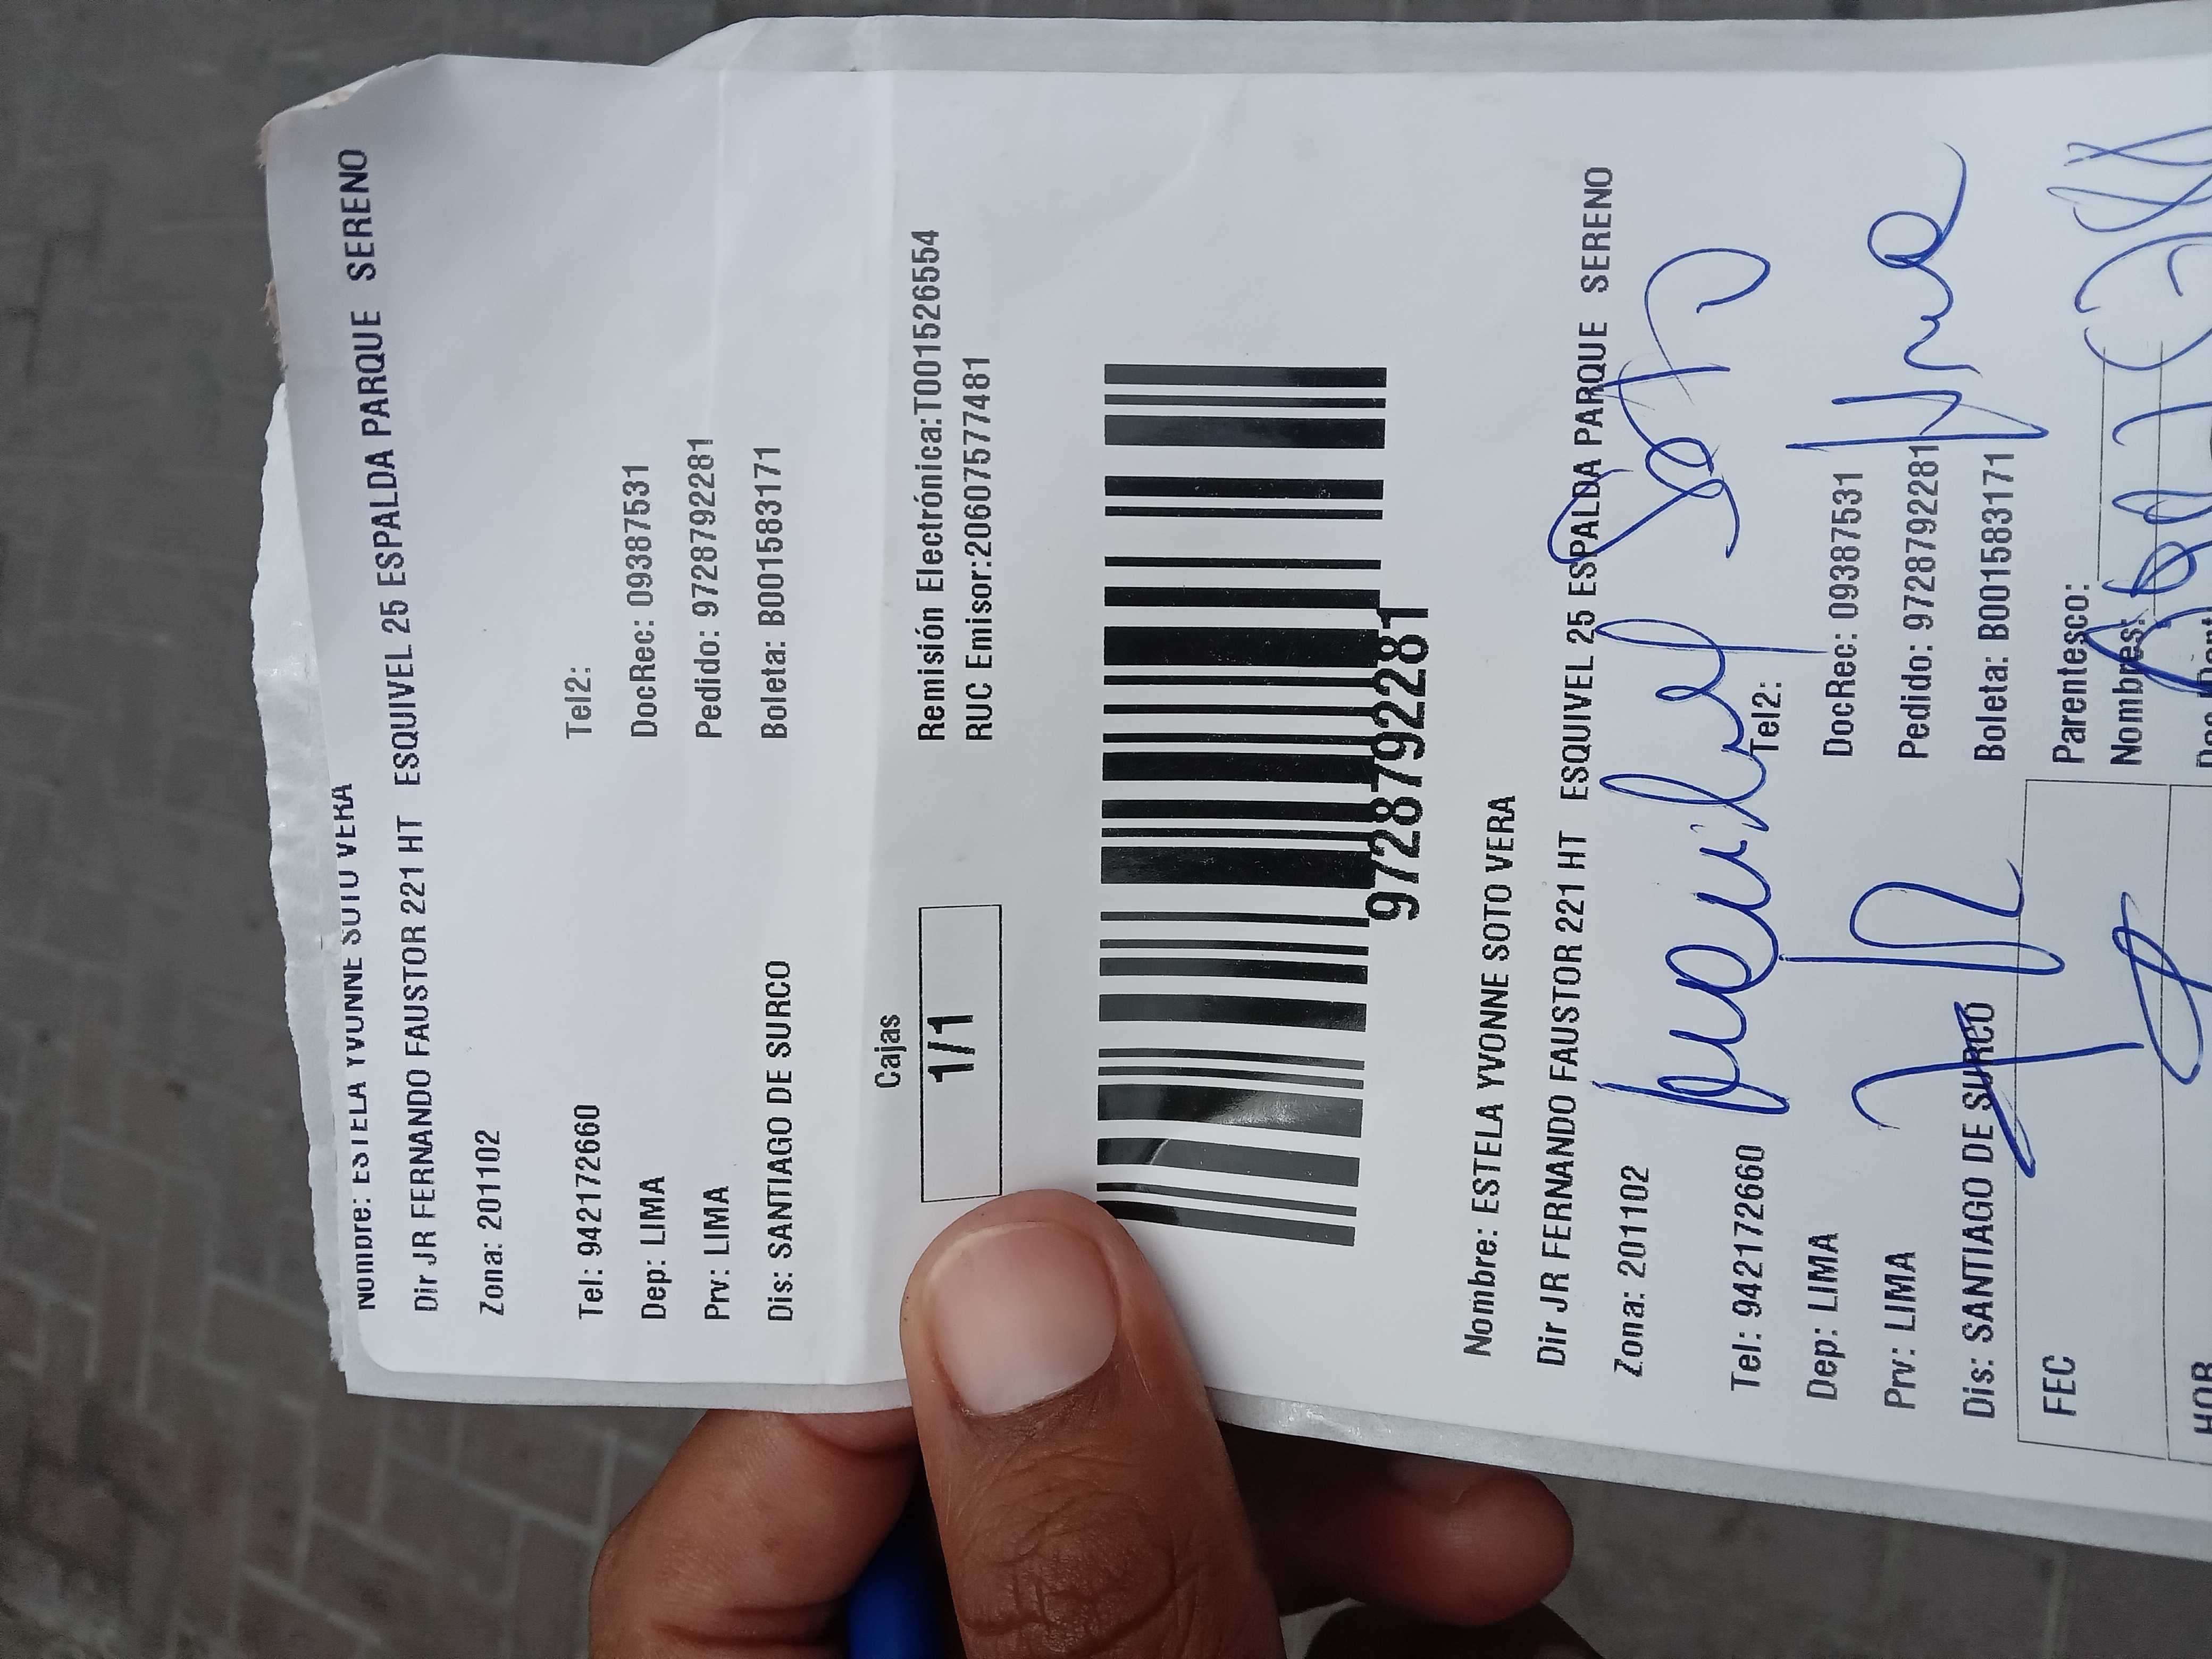 Nombre: ESTELA YVONNE SOTO VERA
Dir JR FERNANDO FAUSTOR 221 HT ESQUIVEL 25 ESPALDA PARQUE SERENO
Zona: 201102
Tel: 942172660 Tel2:
Dep: LIMA DocRec: 09387531
Prv: LIMA Pedido: 9728792281
Dis: SANTIAGO DE SURCO Boleta: B001583171
Cajas
1/1
Remisión Electrónica:T001526554
RUC Emisor:20607577481
9728792281
Nombre: ESTELA YVONNE SOTO VERA
Dir JR FERNANDO FAUSTOR 221 HT ESQUIVEL 25 ESPALDA PARQUE SERENO
Zona: 201102
Soto
Tel: 942172660 Tel2:
Dep: LIMA DocRec: 09387531
Prv: LIMA Pedido: 9728792281
Dis: SANTIAGO DE SURCO Boleta: B001583171
FEC Parentesco:
Nombres:
HOR